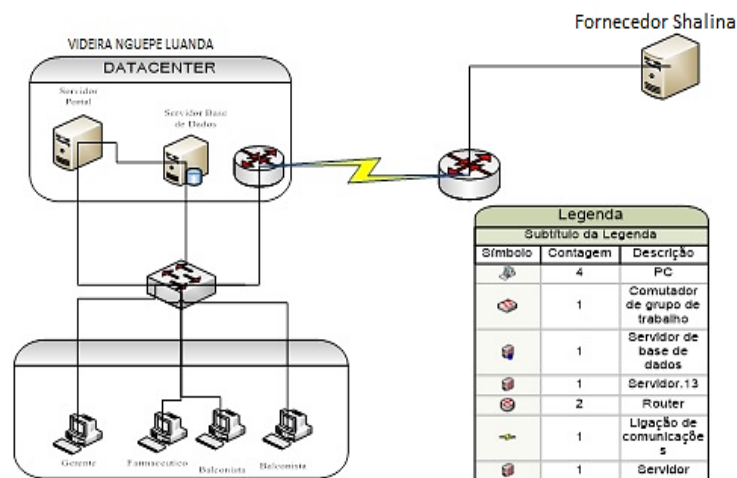 Fornecedor Shalina
VIDEIRA NGUEPE LUANDA
DATACENTER
Servidor
Portal
Servidor Base
de Dados
Gerente
Farmaceutico
Balconista
Balconista
Legenda
Subtítulo da Legenda
Símbolo Contagem Descrição
4 PC
1 Comutador
de grupo de
trabalho
1 Servidor de
base de
dados
1 Servidor.13
2 Router
1 Ligação de
comunicaçõe
s
1 Servidor